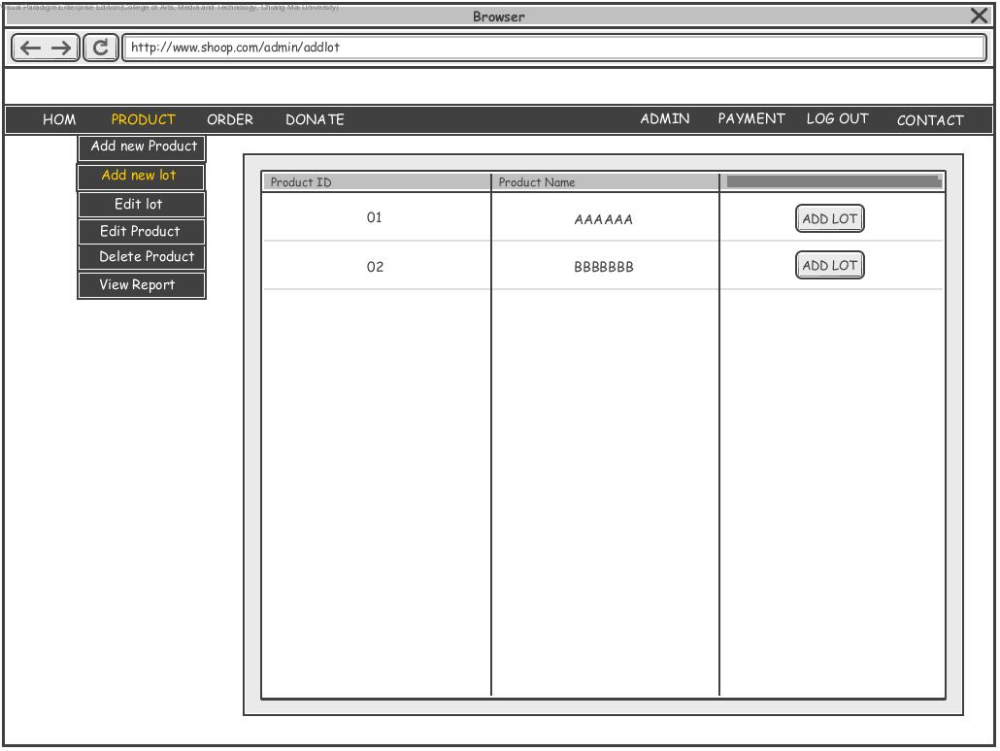 Visual Paradigm Enterprise Edition(College of Arts, Media and Technology, Chiang Mai University)
Browser
http://www.shoop.com/admin/addlot
HOM PRODUCT ORDER DONATE ADMIN PAYMENT LOG OUT CONTACT
Add new Product
Add new lot
Edit lot
Edit Product
Delete Product
View Report
Product ID Product Name
01 AAAAAA ADD LOT
02 BBBBBBB ADD LOT